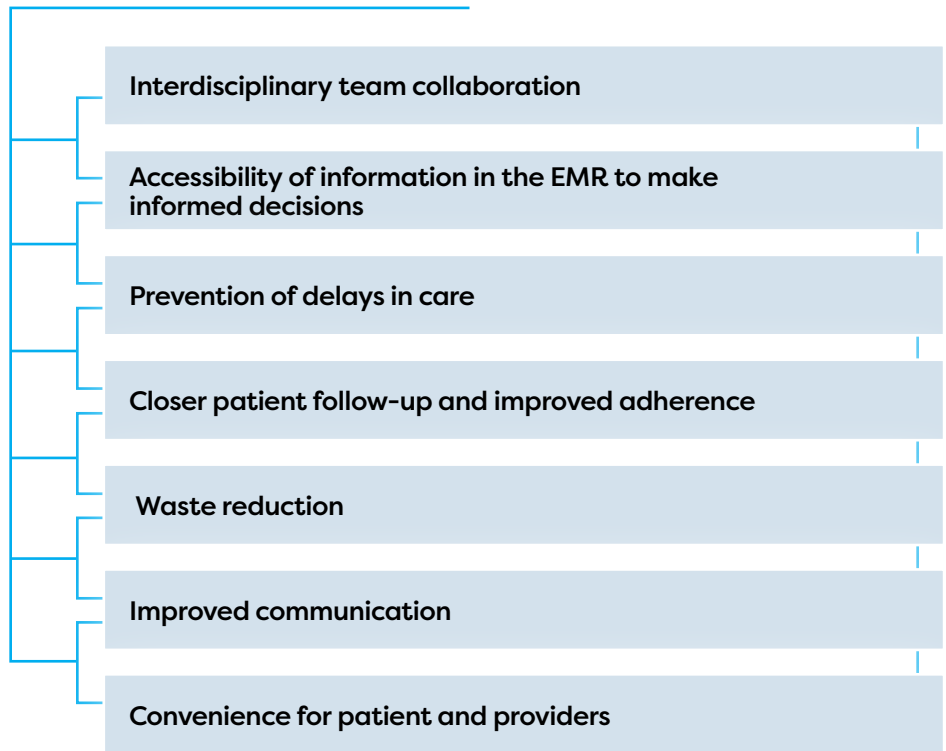 Interdisciplinary team collaboration
Accessibility of information in the EMR to make
informed decisions
Prevention of delays in care
Closer patient follow-up and improved adherence
Waste reduction
Improved communication
Convenience for patient and providers